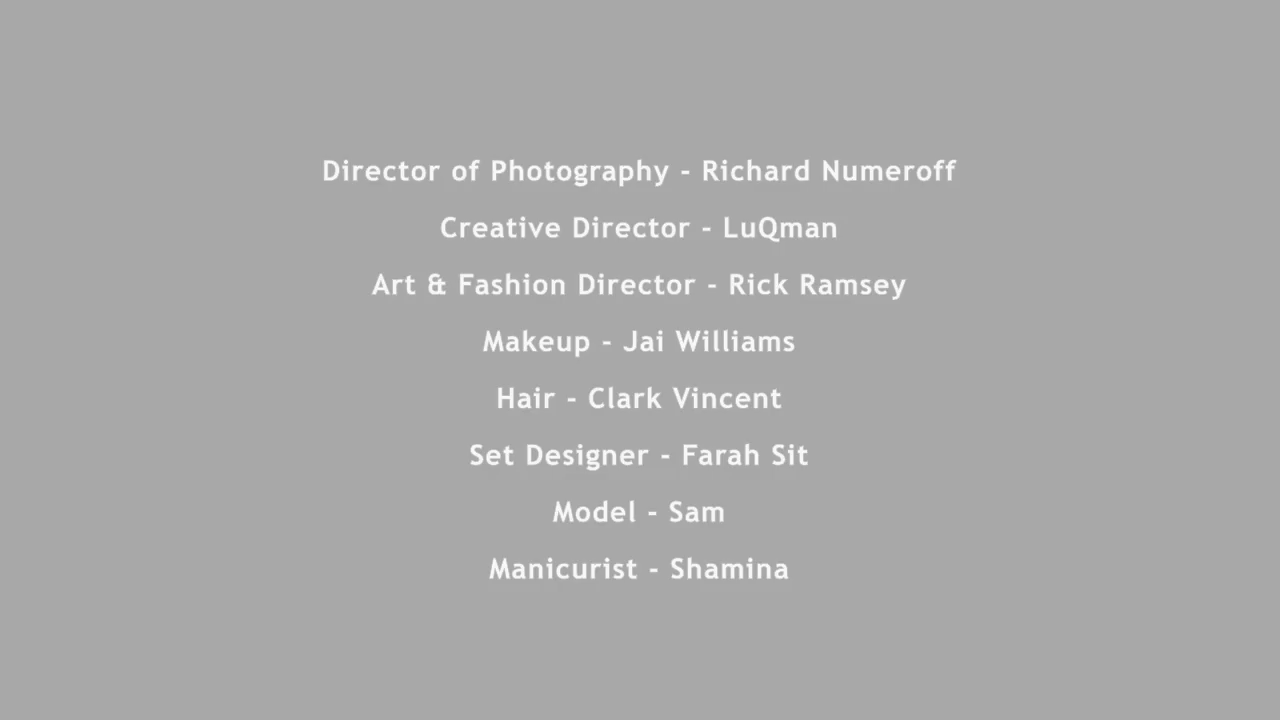 Director of Photography - Richard Numeroff
Creative Director - LuQman
Art & Fashion Director - Rick Ramsey
Makeup - Jai Williams
Hair - Clark Vincent
Set Designer - Farah Sit
Model - Sam
Manicurist - Shamina